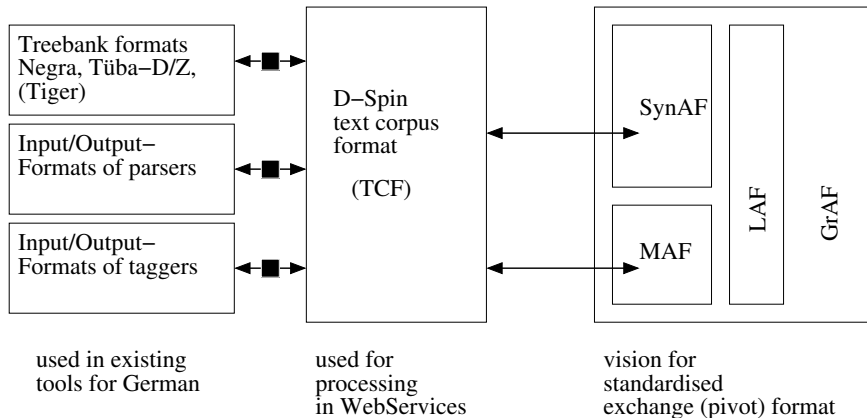 Treebank formats
Negra, Tüba−D/Z,
(Tiger)
Input/Output−
Formats of parsers
Input/Output−
Formats of taggers
D−Spin
text corpus
format
(TCF)
SynAF
MAF
LAF
GrAF
used in existing
tools for German
used for
processing
in WebServices
vision for
standardised
exchange (pivot) format